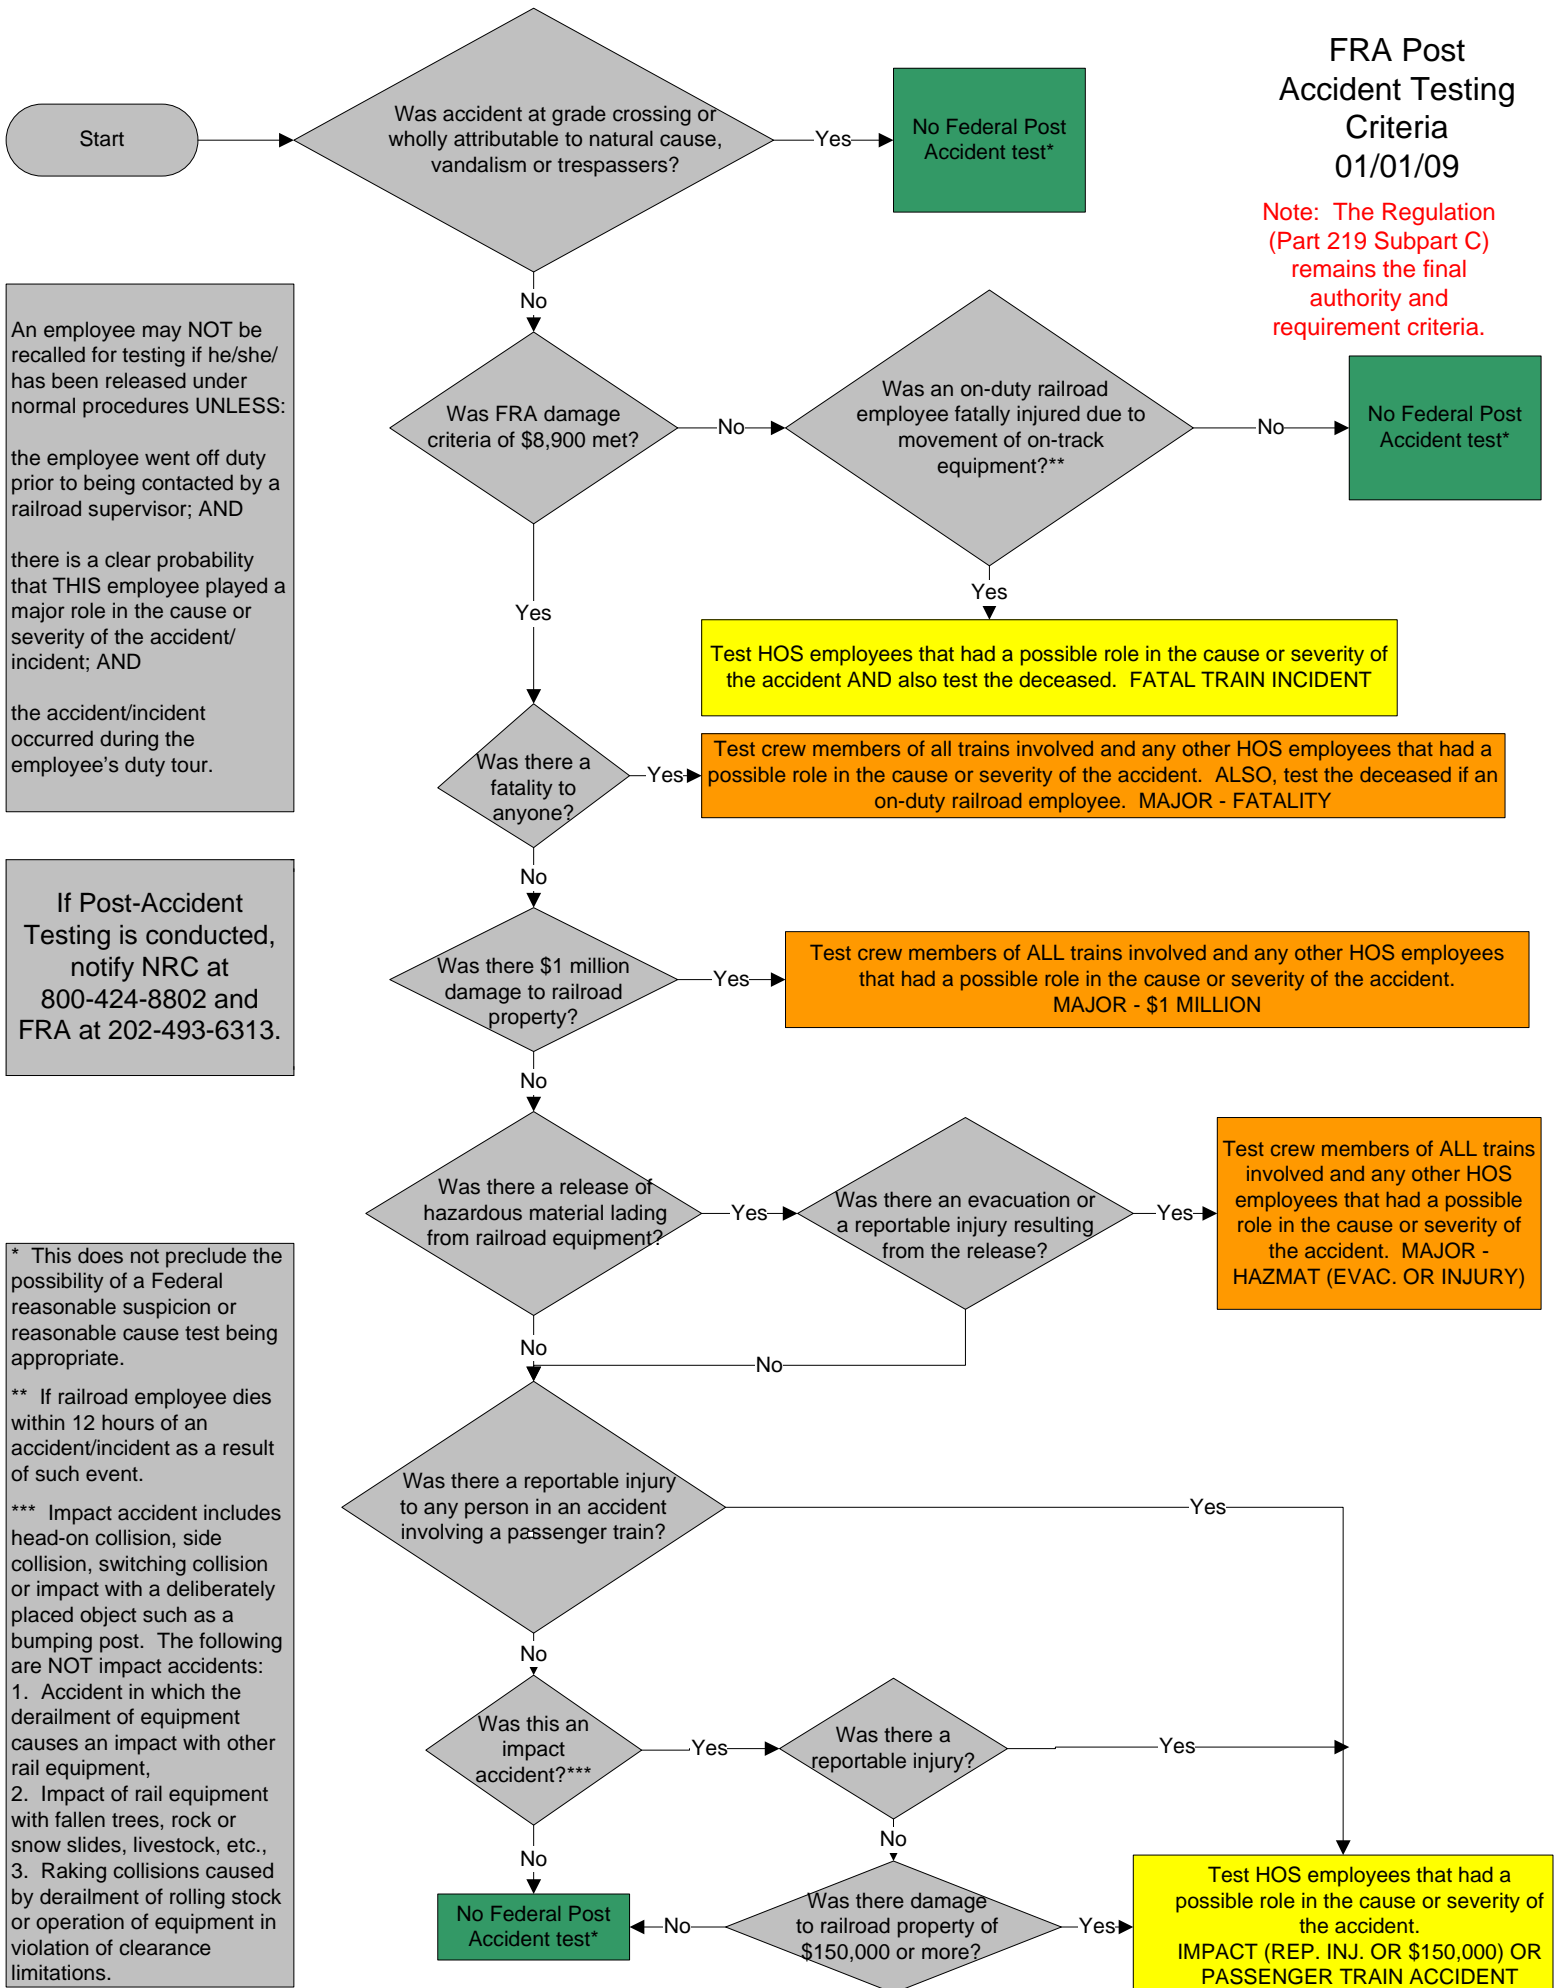 FRA Post
Accident Testing
Criteria
01/01/09
Note: The Regulation
(Part 219 Subpart C)
remains the final
authority and
requirement criteria.
Start
Was accident at grade crossing or
wholly attributable to natural cause,
vandalism or trespassers?
Yes
No Federal Post
Accident test*
No
An employee may NOT be
recalled for testing if he/she/
has been released under
normal procedures UNLESS:
the employee went off duty
prior to being contacted by a
railroad supervisor; AND
there is a clear probability
that THIS employee played a
major role in the cause or
severity of the accident/
incident; AND
the accident/incident
occurred during the
employee's duty tour.
Was FRA damage
criteria of $8,900 met?
No
Was an on-duty railroad
employee fatally injured due to
movement of on-track
equipment?**
No
No Federal Post
Accident test*
Yes
Yes
Test HOS employees that had a possible role in the cause or severity of
the accident AND also test the deceased. FATAL TRAIN INCIDENT
Was there a
fatality to
anyone?
Yes
Test crew members of all trains involved and any other HOS employees that had a
possible role in the cause or severity of the accident. ALSO, test the deceased if an
on-duty railroad employee. MAJOR - FATALITY
No
If Post-Accident
Testing is conducted,
notify NRC at
800-424-8802 and
FRA at 202-493-6313.
Was there $1 million
damage to railroad
property?
Yes
Test crew members of ALL trains involved and any other HOS employees
that had a possible role in the cause or severity of the accident.
MAJOR - $1 MILLION
No
Was there a release of
hazardous material lading
from railroad equipment?
Yes
Was there an evacuation or
a reportable injury resulting
from the release?
Yes
Test crew members of ALL trains
involved and any other HOS
employees that had a possible
role in the cause or severity of
the accident. MAJOR -
HAZMAT (EVAC. OR INJURY)
No
No
* This does not preclude the
possibility of a Federal
reasonable suspicion or
reasonable cause test being
appropriate.
** If railroad employee dies
within 12 hours of an
accident/incident as a result
of such event.
*** Impact accident includes
head-on collision, side
collision, switching collision
or impact with a deliberately
placed object such as a
bumping post. The following
are NOT impact accidents:
1. Accident in which the
derailment of equipment
causes an impact with other
rail equipment,
2. Impact of rail equipment
with fallen trees, rock or
snow slides, livestock, etc.,
3. Raking collisions caused
by derailment of rolling stock
or operation of equipment in
violation of clearance
limitations.
Was there a reportable injury
to any person in an accident
involving a passenger train?
Yes
No
Was this an
impact
accident?***
Yes
Was there a
reportable injury?
Yes
No
No
No Federal Post
Accident test*
No
Was there damage
to railroad property of
$150,000 or more?
Yes
Test HOS employees that had a
possible role in the cause or severity of
the accident.
IMPACT (REP. INJ. OR $150,000) OR
PASSENGER TRAIN ACCIDENT